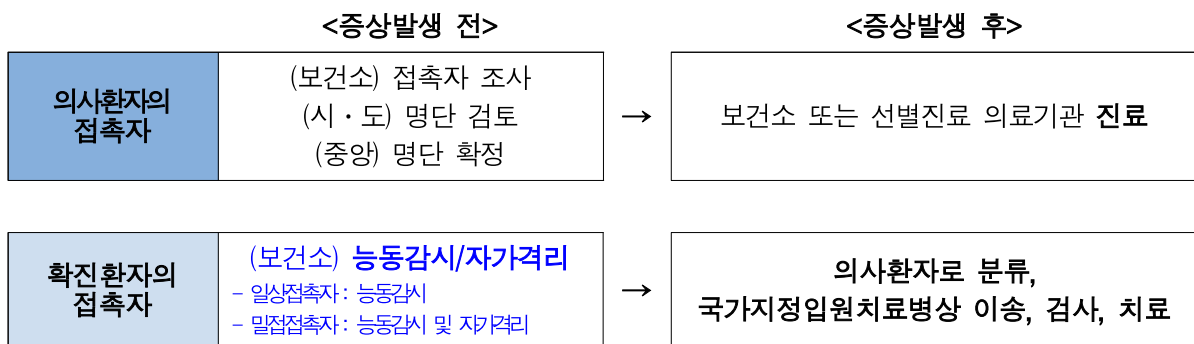 <증상발생 전>
<증상발생 후>
의사환자의
접촉자
(보건소) 접촉자 조사
(시・도) 명단 검토
(중앙) 명단 확정
→
보건소 또는 선별진료 의료기관 진료
확진환자의
접촉자
(보건소) 능동감시/자가격리
- 일상접촉자 : 능동감시
- 밀접접촉자 : 능동감시 및 자가격리
→
의사환자로 분류,
국가지정입원치료병상 이송, 검사, 치료